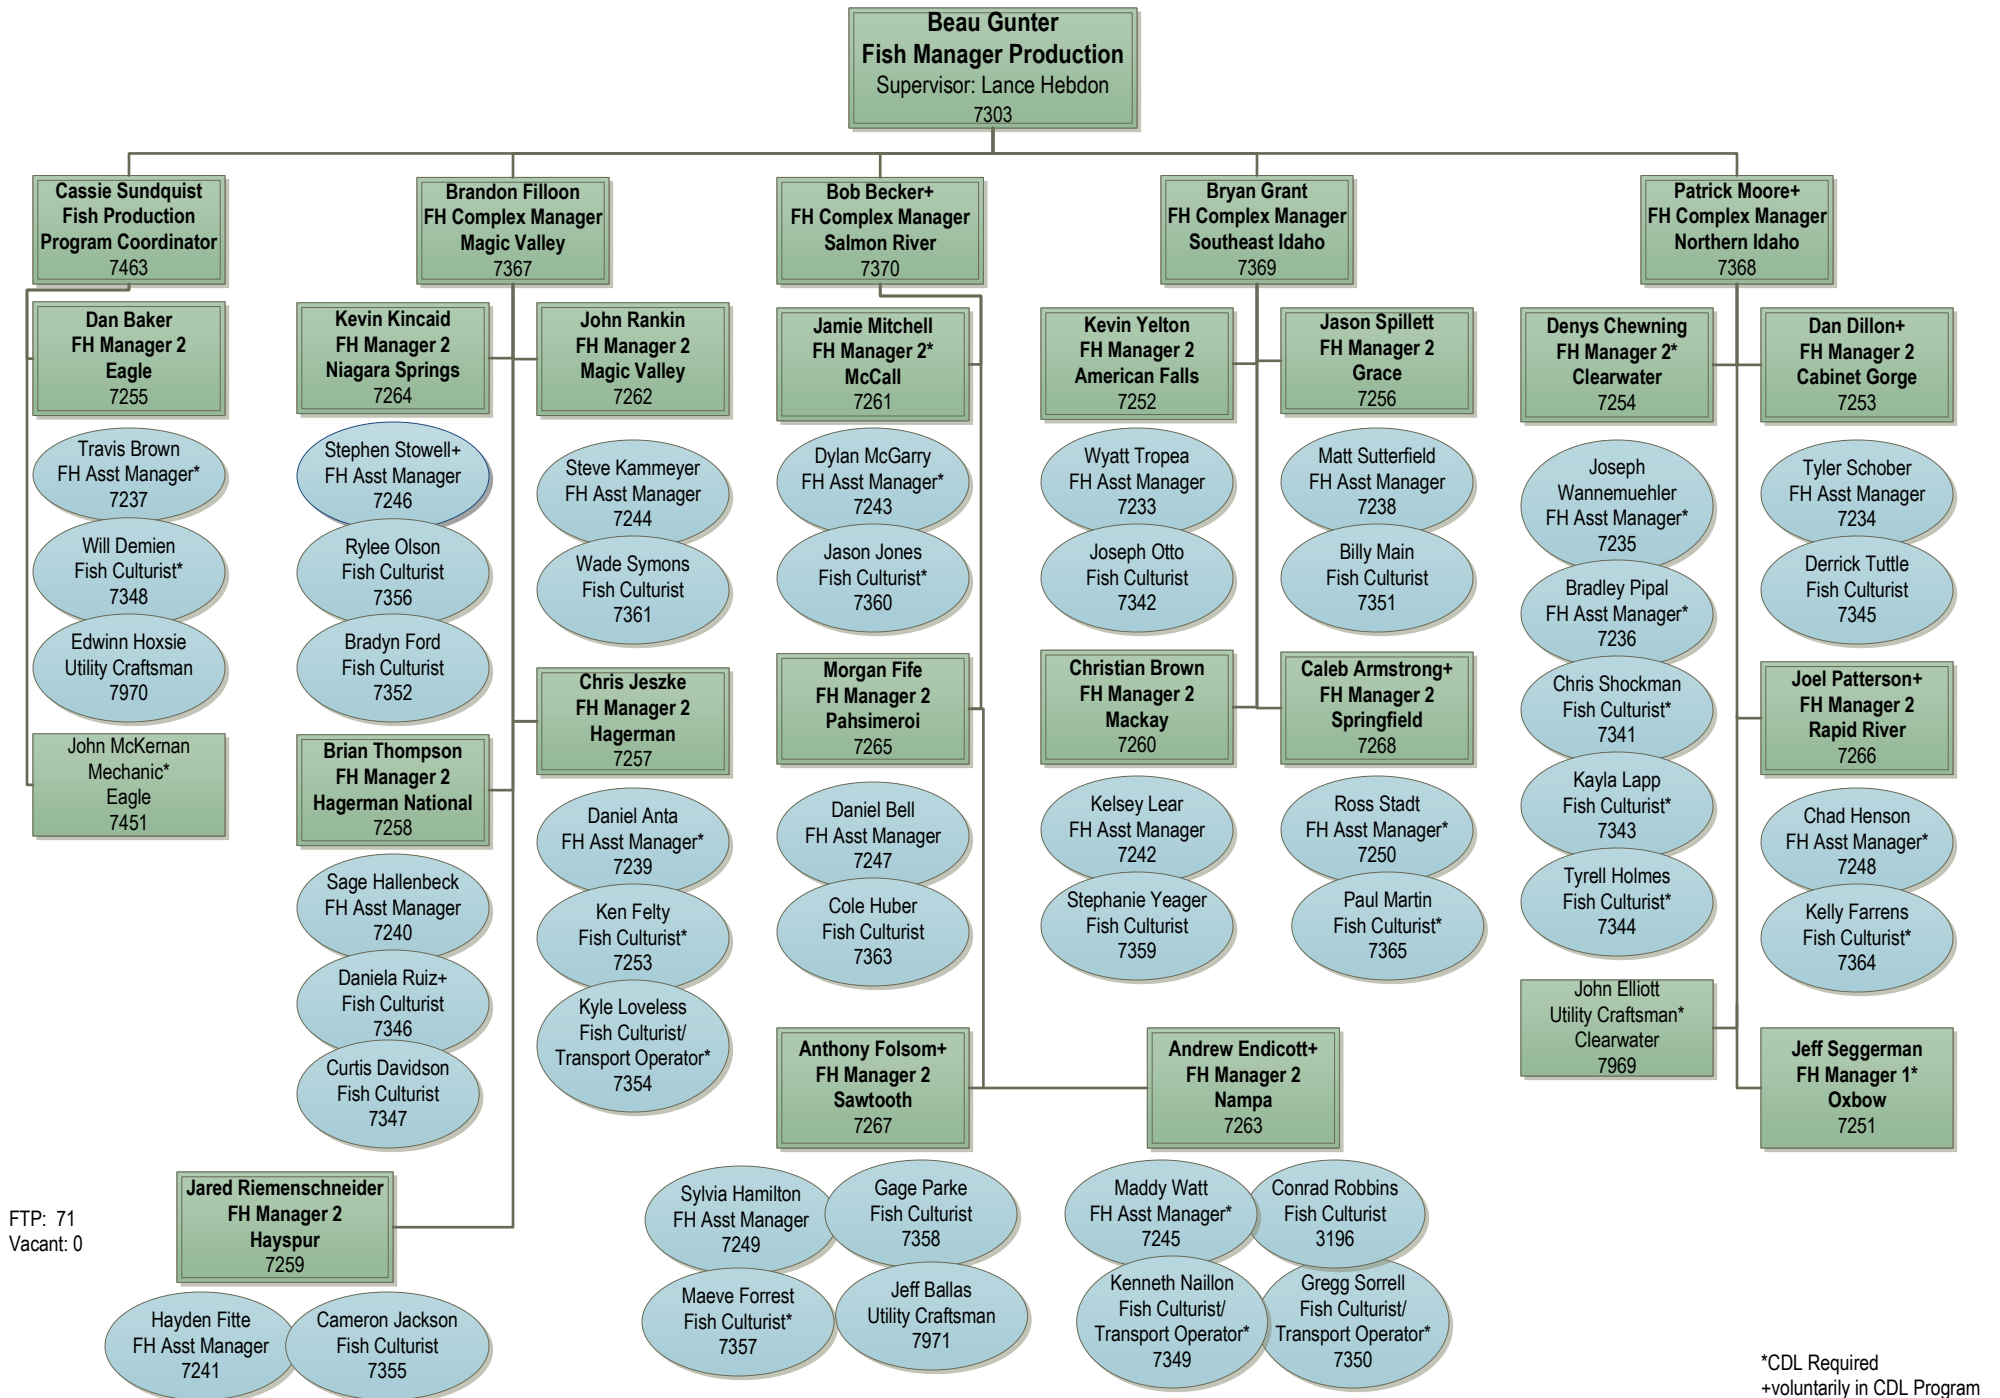 Beau Gunter
Fish Manager Production
Supervisor: Lance Hebdon
7303
Cassie Sundquist
Fish Production
Program Coordinator
7463
Brandon Filloon
FH Complex Manager
Magic Valley
7367
Bob Becker+
FH Complex Manager
Salmon River
7370
Bryan Grant
FH Complex Manager
Southeast Idaho
7369
Patrick Moore+
FH Complex Manager
Northern Idaho
7368
Dan Baker
FH Manager 2
Eagle
7255
Travis Brown
FH Asst Manager*
7237
Will Demien
Fish Culturist*
7348
Edwinn Hoxsie
Utility Craftsman
7970
John McKernan
Mechanic*
Eagle
7451
Kevin Kincaid
FH Manager 2
Niagara Springs
7264
Stephen Stowell+
FH Asst Manager
7246
Rylee Olson
Fish Culturist
7356
Bradyn Ford
Fish Culturist
7352
Brian Thompson
FH Manager 2
Hagerman National
7258
Sage Hallenbeck
FH Asst Manager
7240
Daniela Ruiz+
Fish Culturist
7346
Curtis Davidson
Fish Culturist
7347
John Rankin
FH Manager 2
Magic Valley
7262
Steve Kammeyer
FH Asst Manager
7244
Wade Symons
Fish Culturist
7361
Chris Jeszke
FH Manager 2
Hagerman
7257
Daniel Anta
FH Asst Manager*
7239
Ken Felty
Fish Culturist*
7253
Kyle Loveless
Fish Culturist/
Transport Operator*
7354
Jared Riemenschneider
FH Manager 2
Hayspur
7259
Hayden Fitte
FH Asst Manager
7241
Cameron Jackson
Fish Culturist
7355
Jamie Mitchell
FH Manager 2*
McCall
7261
Dylan McGarry
FH Asst Manager*
7243
Jason Jones
Fish Culturist*
7360
Morgan Fife
FH Manager 2
Pahsimeroi
7265
Daniel Bell
FH Asst Manager
7247
Cole Huber
Fish Culturist
7363
Anthony Folsom+
FH Manager 2
Sawtooth
7267
Sylvia Hamilton
FH Asst Manager
7249
Gage Parke
Fish Culturist
7358
Maeve Forrest
Fish Culturist*
7357
Jeff Ballas
Utility Craftsman
7971
Andrew Endicott+
FH Manager 2
Nampa
7263
Maddy Watt
FH Asst Manager*
7245
Conrad Robbins
Fish Culturist
3196
Kenneth Naillon
Fish Culturist/
Transport Operator*
7349
Gregg Sorrell
Fish Culturist/
Transport Operator*
7350
Kevin Yelton
FH Manager 2
American Falls
7252
Wyatt Tropea
FH Asst Manager
7233
Joseph Otto
Fish Culturist
7342
Christian Brown
FH Manager 2
Mackay
7260
Kelsey Lear
FH Asst Manager
7242
Stephanie Yeager
Fish Culturist
7359
Jason Spillett
FH Manager 2
Grace
7256
Matt Sutterfield
FH Asst Manager
7238
Billy Main
Fish Culturist
7351
Caleb Armstrong+
FH Manager 2
Springfield
7268
Ross Stadt
FH Asst Manager*
7250
Paul Martin
Fish Culturist*
7365
Denys Chewning
FH Manager 2*
Clearwater
7254
Joseph
Wannemuehler
FH Asst Manager*
7235
Bradley Pipal
FH Asst Manager*
7236
Chris Shockman
Fish Culturist*
7341
Kayla Lapp
Fish Culturist*
7343
Tyrell Holmes
Fish Culturist*
7344
John Elliott
Utility Craftsman*
Clearwater
7969
Dan Dillon+
FH Manager 2
Cabinet Gorge
7253
Tyler Schober
FH Asst Manager
7234
Derrick Tuttle
Fish Culturist
7345
Joel Patterson+
FH Manager 2
Rapid River
7266
Chad Henson
FH Asst Manager*
7248
Kelly Farrens
Fish Culturist*
7364
Jeff Seggerman
FH Manager 1*
Oxbow
7251
FTP: 71
Vacant: 0
*CDL Required
+voluntarily in CDL Program